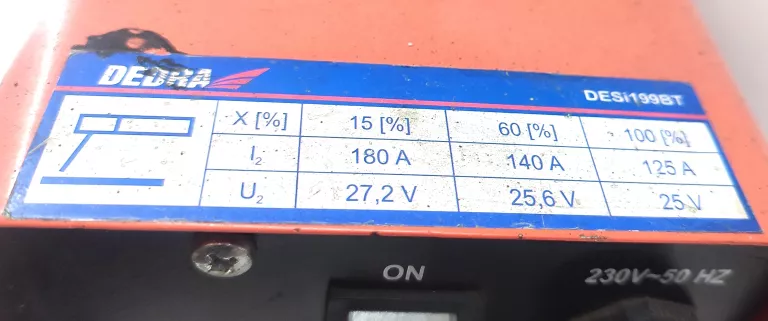 DEDRA
DESi199BT
X [%] 15 [%] 60 [%] 100 [%]
I₂ 180 A 140 A 125 A
U₂ 27,2 V 25,6 V 25 V
ON
230V~50 HZ